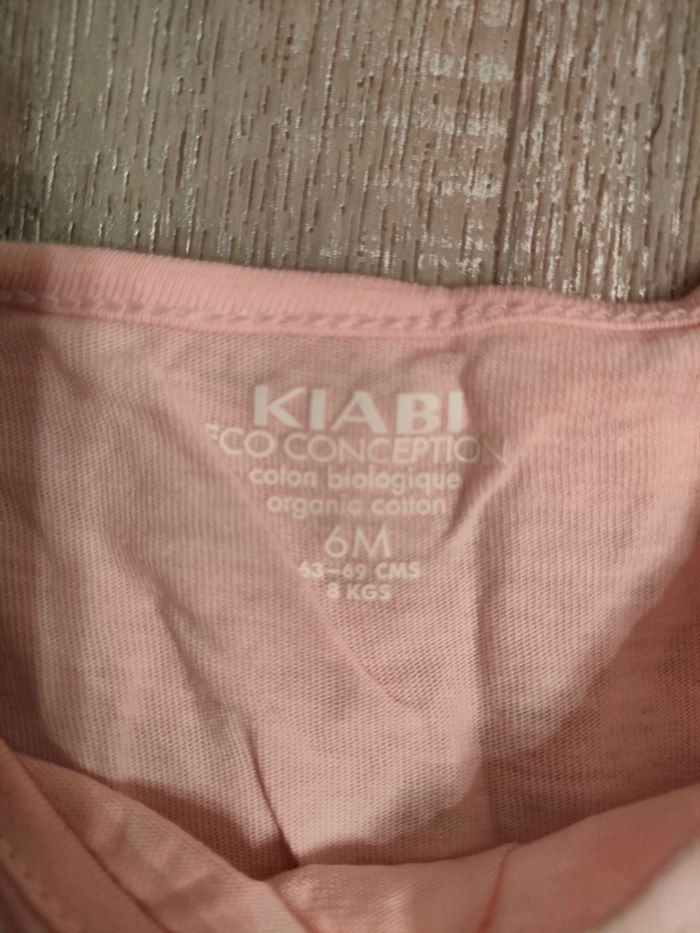 KIABI
ECO CONCEPTION
coton biologique
organic cotton
6M
63-69 CMS
8 KGS